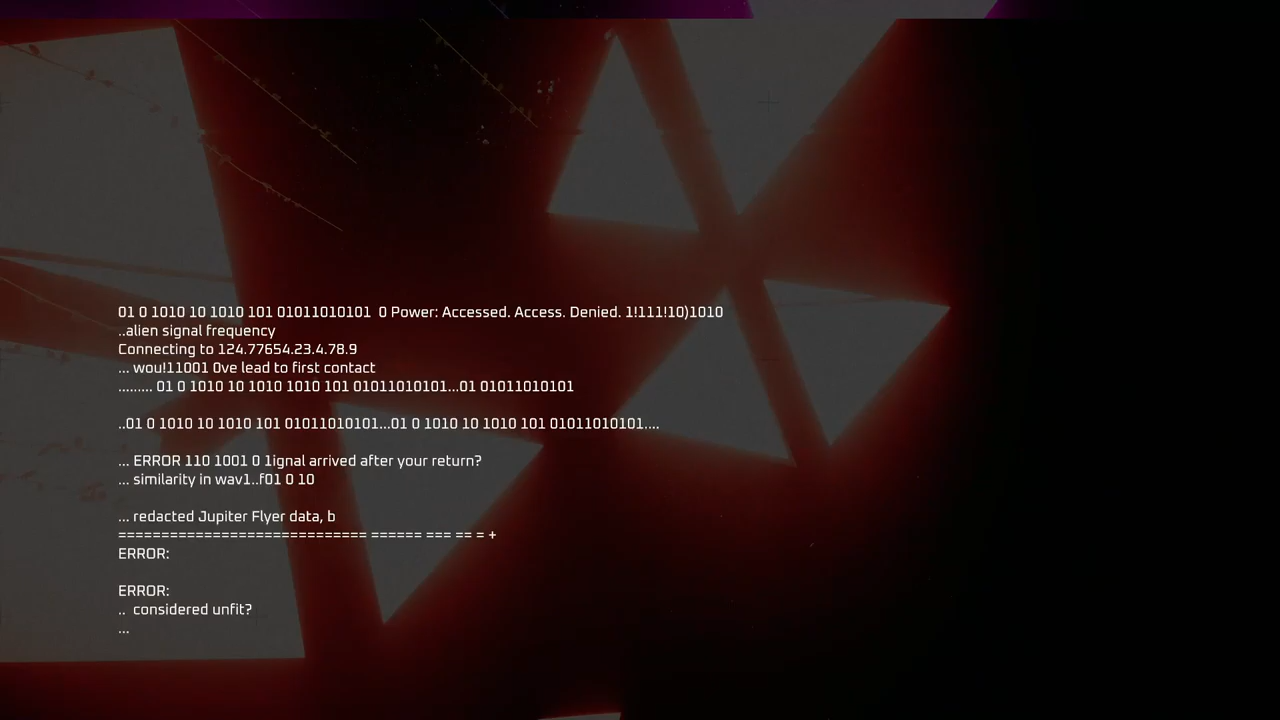 01 0 1010 10 1010 101 01011010101  0 Power: Accessed. Access. Denied. 1!111!10)1010
..alien signal frequency
Connecting to 124.77654.23.4.78.9
... wou!11001 0ve lead to first contact
......... 01 0 1010 10 1010 1010 101 01011010101...01 01011010101
..01 0 1010 10 1010 101 01011010101...01 0 1010 10 1010 101 01011010101....
... ERROR 110 1001 0 1ignal arrived after your return?
... similarity in wav1..f01 0 10
... redacted Jupiter Flyer data, b
============================= ====== === == = +
ERROR:
ERROR:
..  considered unfit?
...